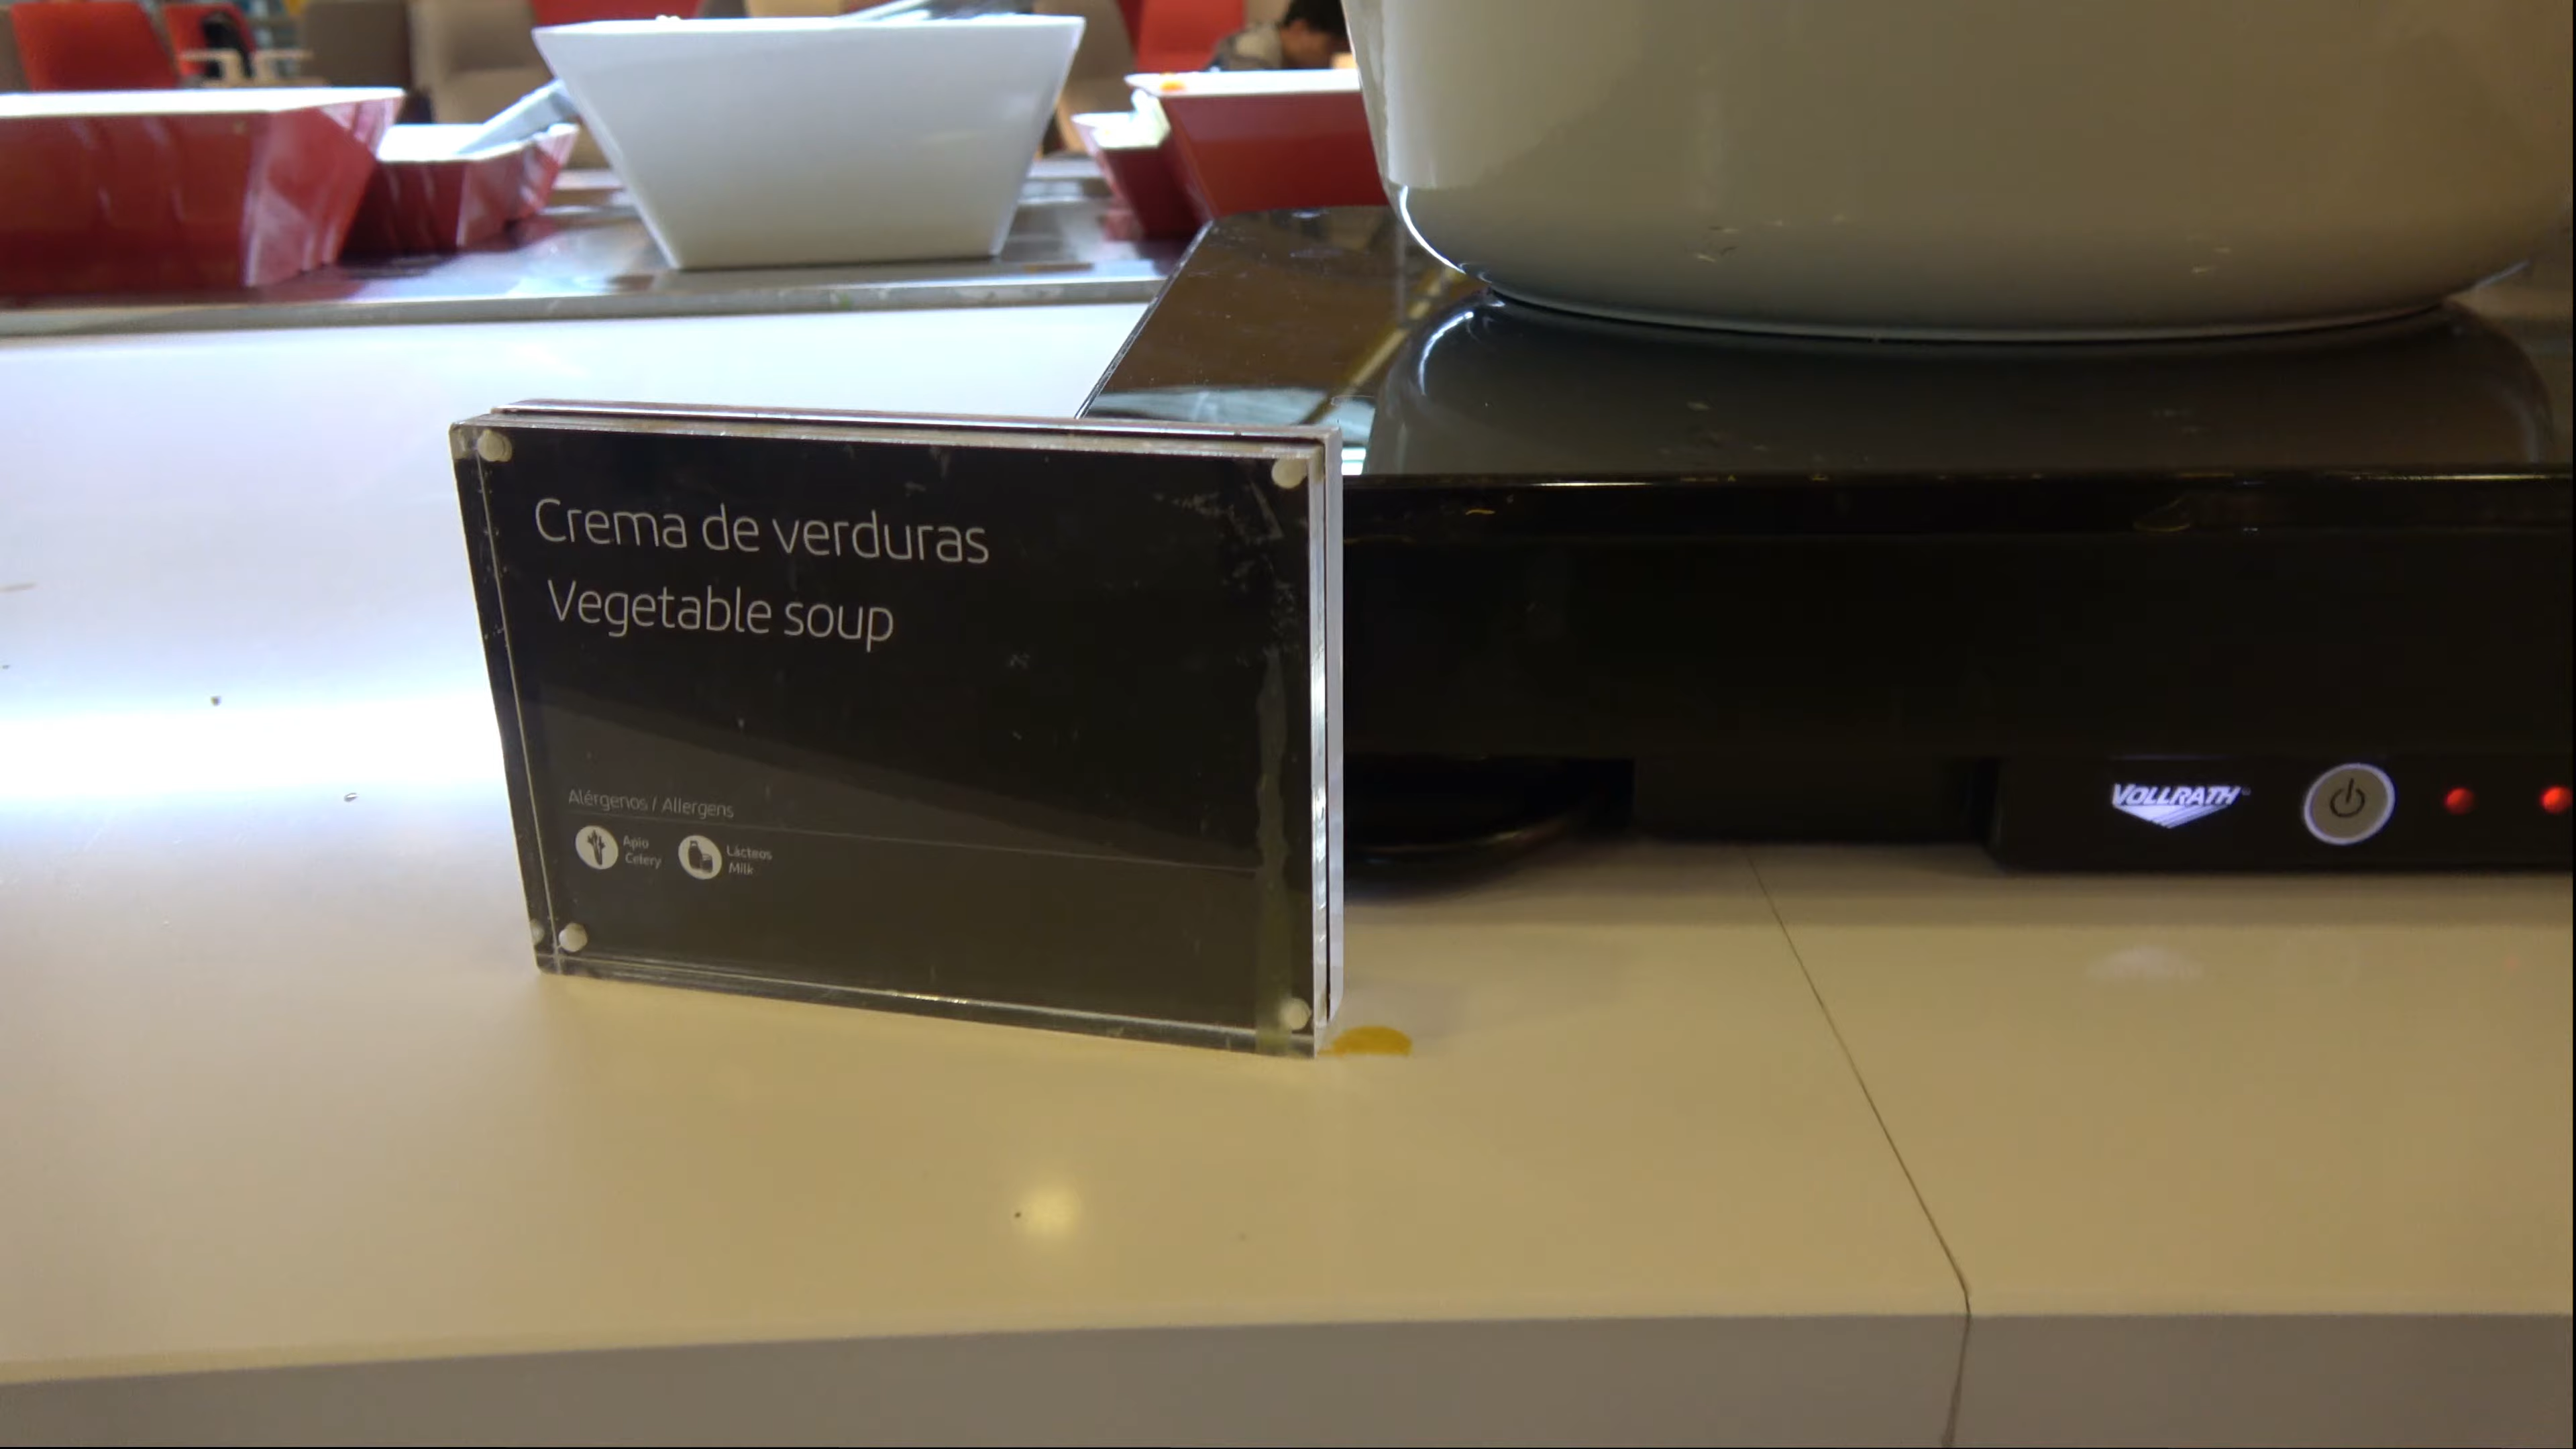 Crema de verduras
Vegetable soup
Alérgenos / Allergens
Apio
Celery
Lácteos
Milk
VOLLRATH